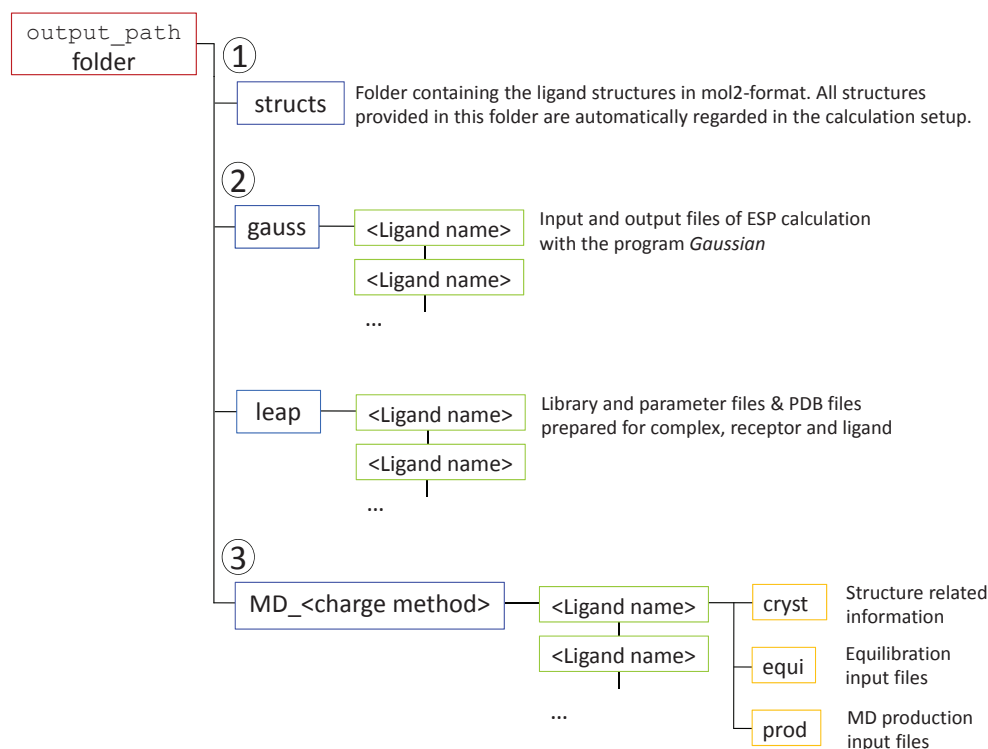 output_path
folder
1
structs
Folder containing the ligand structures in mol2-format. All structures
provided in this folder are automatically regarded in the calculation setup.
2
gauss
<Ligand name>
Input and output files of ESP calculation
with the program Gaussian
<Ligand name>
...
leap
<Ligand name>
Library and parameter files & PDB files
prepared for complex, receptor and ligand
<Ligand name>
...
3
MD_<charge method>
<Ligand name>
cryst
Structure related
information
<Ligand name>
equi
Equilibration
input files
...
prod
MD production
input files